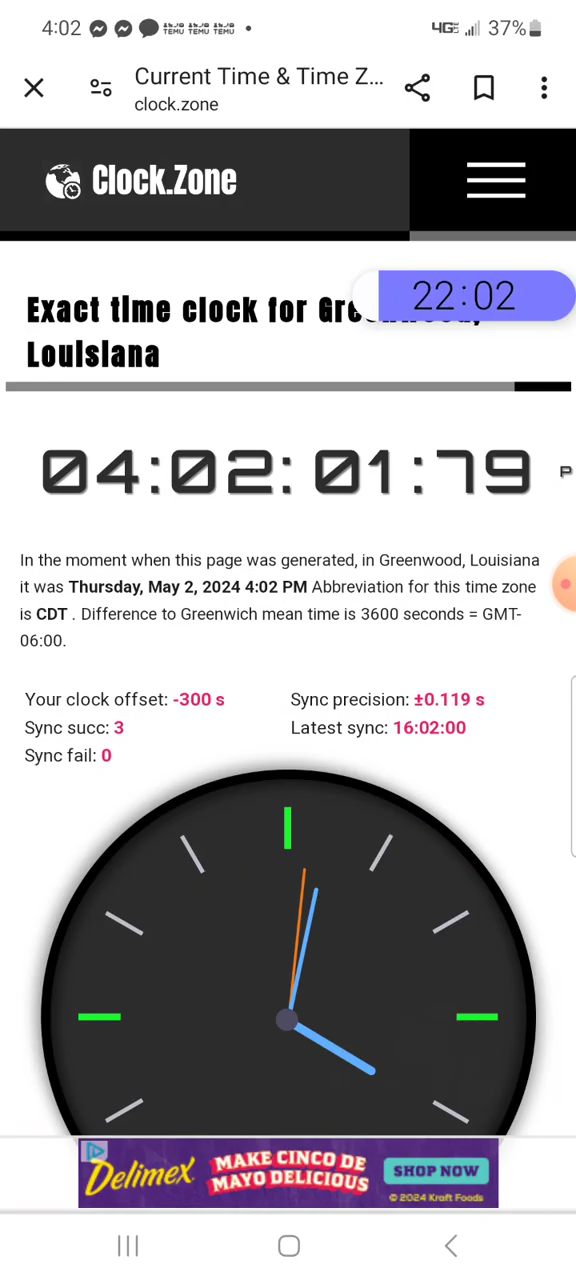 4:02 TEMU TEMU TEMU • 4G 37%
Current Time & Time Z...
clock.zone
Clock.Zone
22:02
Exact time clock for Greenwood,
Louisiana
04:02:01:79 P
In the moment when this page was generated, in Greenwood, Louisiana
it was Thursday, May 2, 2024 4:02 PM Abbreviation for this time zone
is CDT . Difference to Greenwich mean time is 3600 seconds = GMT-
06:00.
Your clock offset: -300 s Sync precision: ±0.119 s
Sync succ: 3 Latest sync: 16:02:00
Sync fail: 0
Delimex MAKE CINCO DE
MAYO DELICIOUS
SHOP NOW
© 2024 Kraft Foods